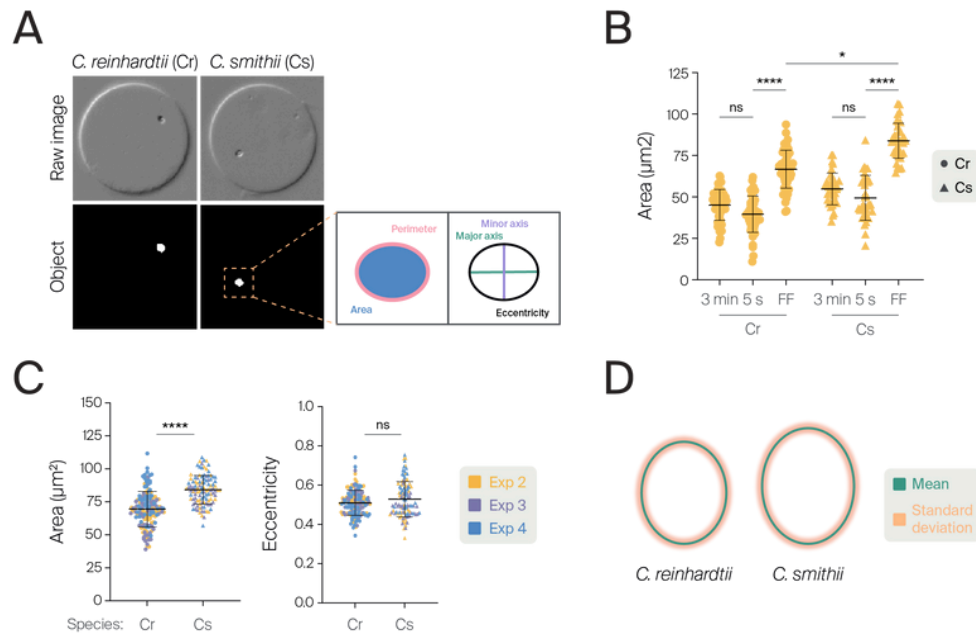 A
C. reinhardtii (Cr)
C. smithii (Cs)
Raw image
Object
Perimeter
Area
Minor axis
Major axis
Eccentricity
B
*
****
****
ns
ns
125
100
75
50
25
0
Area (μm2)
3 min 5 s FF
3 min 5 s FF
Cr
Cs
Cr
Cs
C
150
125
100
75
50
25
0
Area (μm²)
****
Species: Cr Cs
1.0
0.8
0.6
0.4
0.2
0.0
Eccentricity
ns
Cr Cs
Exp 2
Exp 3
Exp 4
D
C. reinhardtii
C. smithii
Mean
Standard
deviation